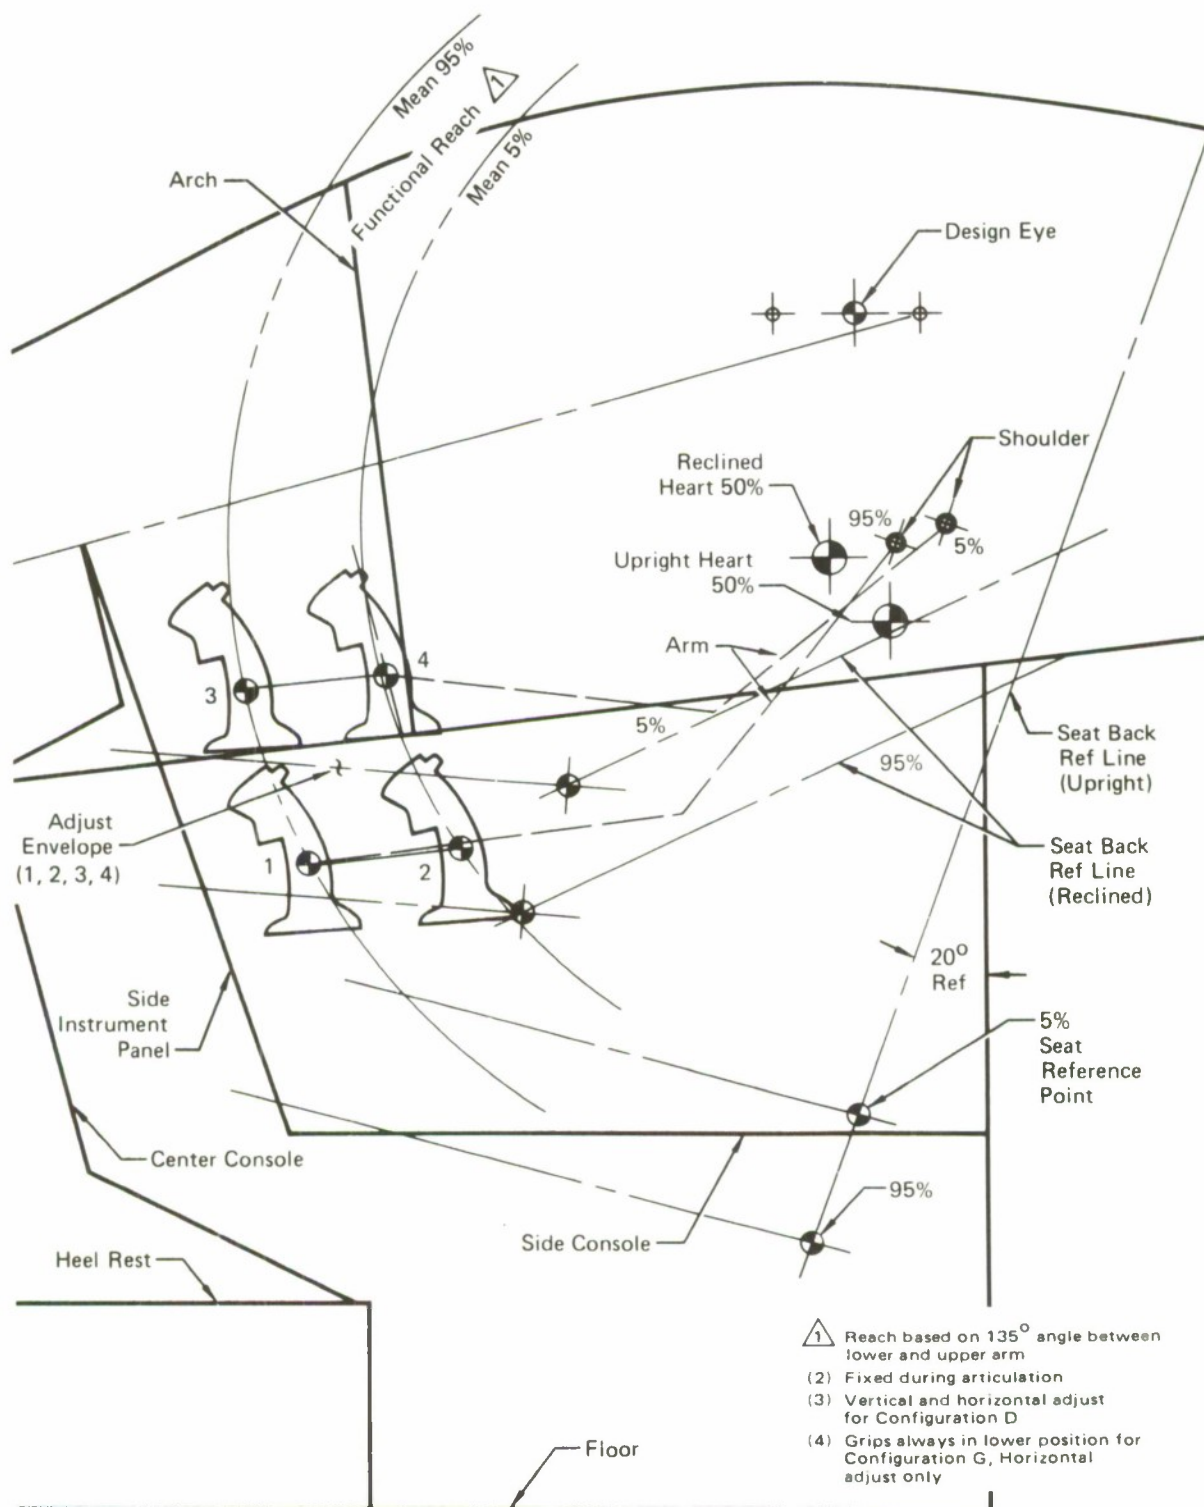 Mean 95%
Functional Reach
1
Mean 5%
Arch
Design Eye
Shoulder
Reclined
Heart 50%
95%
5%
Upright Heart
50%
Arm
4
3
5%
Seat Back
Ref Line
(Upright)
95%
Adjust
Envelope
(1, 2, 3, 4)
1
2
Seat Back
Ref Line
(Reclined)
20°
Ref
Side
Instrument
Panel
5%
Seat
Reference
Point
Center Console
95%
Side Console
Heel Rest
1 Reach based on 135° angle between
lower and upper arm
(2) Fixed during articulation
(3) Vertical and horizontal adjust
for Configuration D
(4) Grips always in lower position for
Configuration G, Horizontal
adjust only
Floor